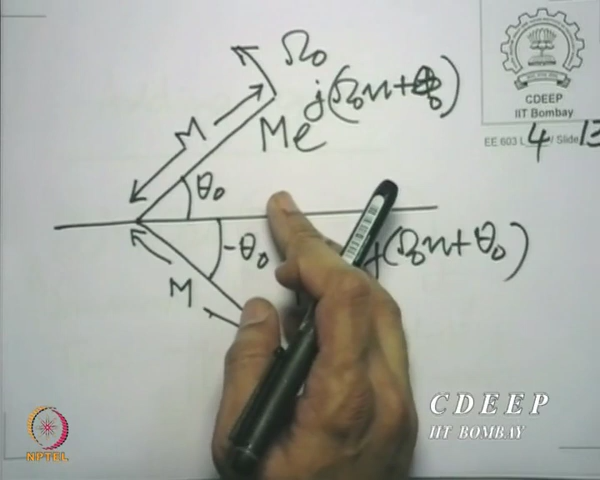 Ω₀
M
Me^j(Ω₀n+θ₀)
θ₀
-θ₀
(Ω₀n+θ₀)
M
CDEEP
IIT Bombay
EE 603 L 4 / Slide 13
CDEEP
IIT BOMBAY
NPTEL